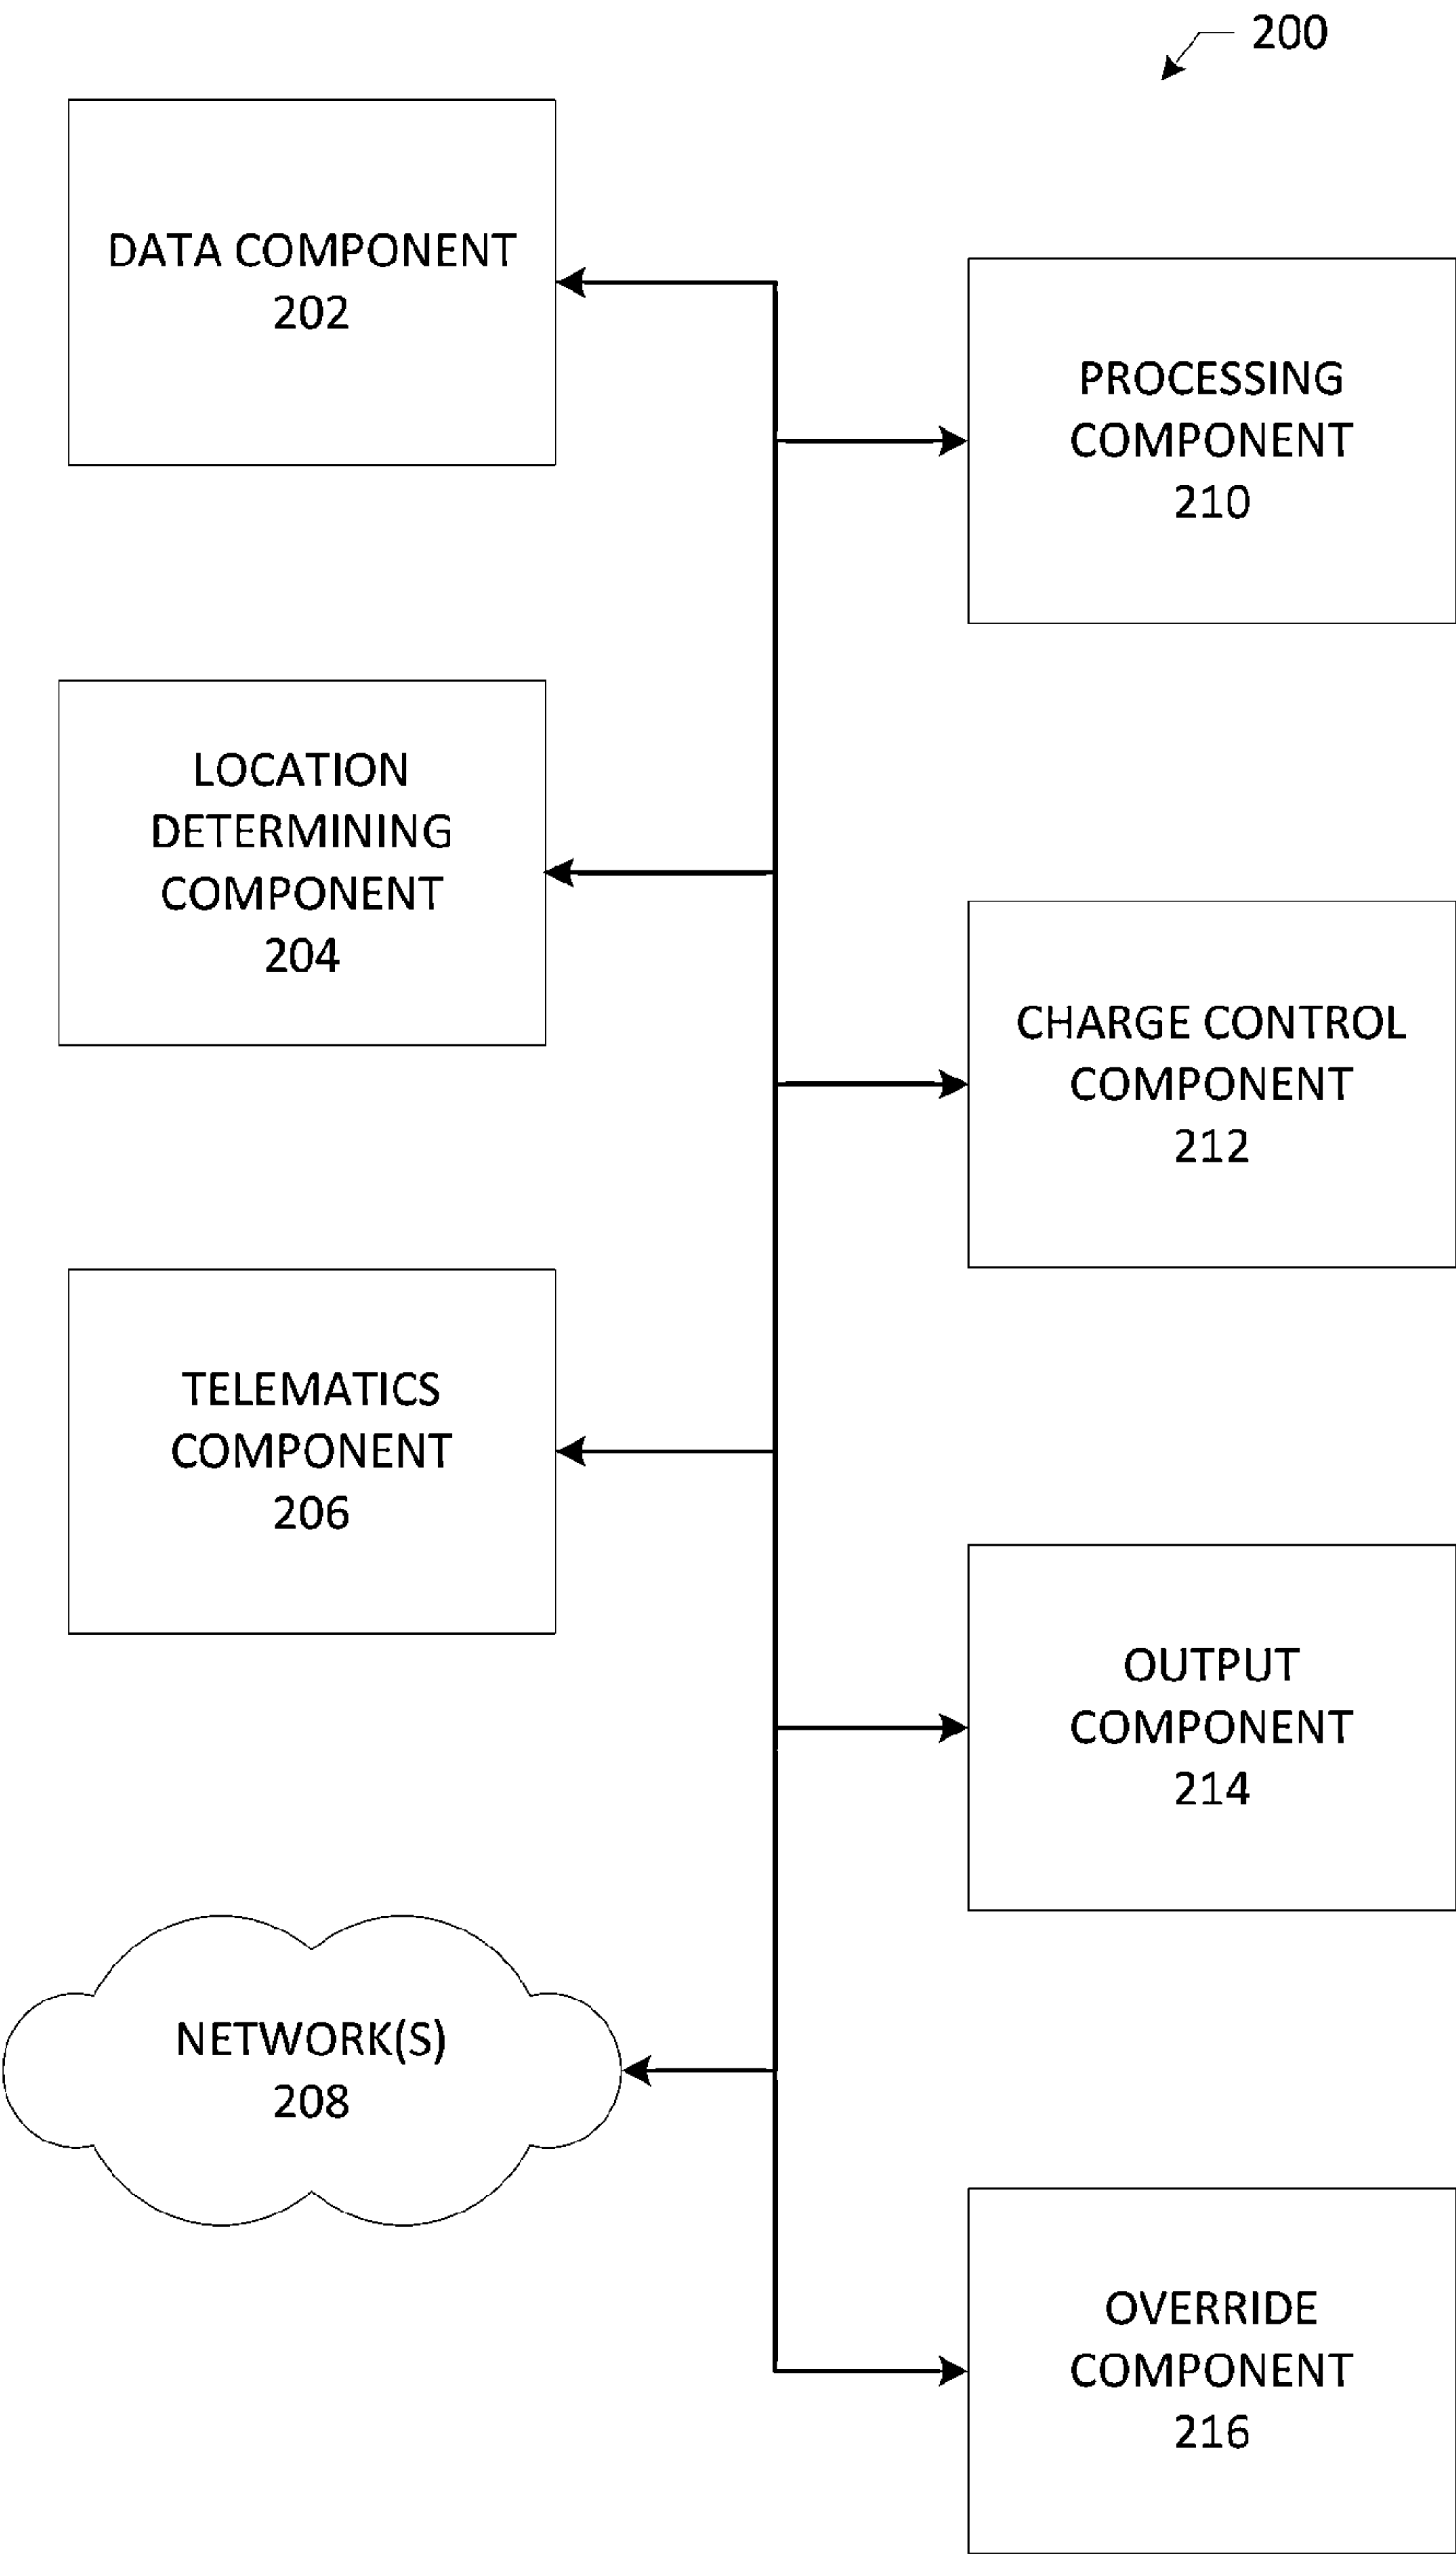 200
DATA COMPONENT
202
PROCESSING
COMPONENT
210
LOCATION
DETERMINING
COMPONENT
204
CHARGE CONTROL
COMPONENT
212
TELEMATICS
COMPONENT
206
OUTPUT
COMPONENT
214
NETWORK(S)
208
OVERRIDE
COMPONENT
216